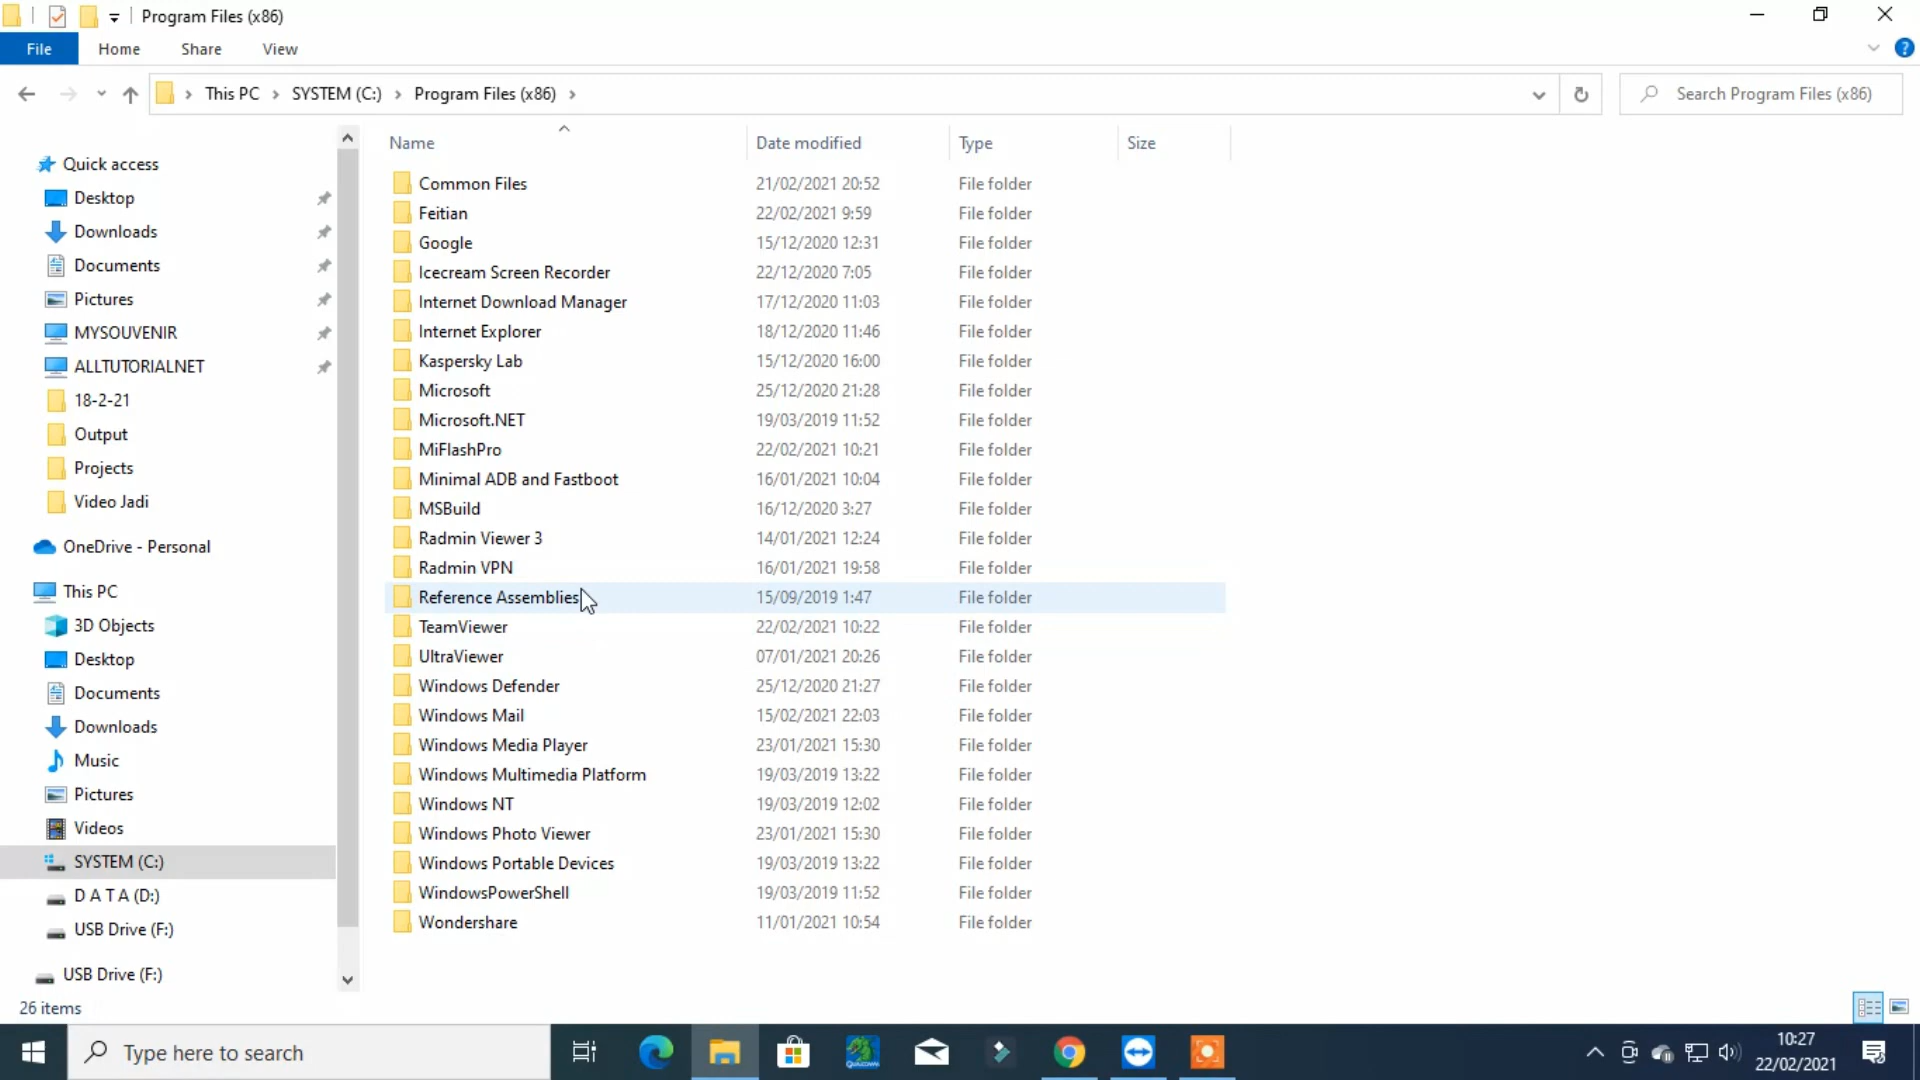 Program Files (x86)
File Home Share View
This PC > SYSTEM (C:) > Program Files (x86) >
Search Program Files (x86)
Quick access
Desktop
Downloads
Documents
Pictures
MYSOUVENIR
ALLTUTORIALNET
18-2-21
Output
Projects
Video Jadi
OneDrive - Personal
This PC
3D Objects
Desktop
Documents
Downloads
Music
Pictures
Videos
SYSTEM (C:)
D A T A (D:)
USB Drive (F:)
USB Drive (F:)
Name Date modified Type Size
Common Files 21/02/2021 20:52 File folder
Feitian 22/02/2021 9:59 File folder
Google 15/12/2020 12:31 File folder
Icecream Screen Recorder 22/12/2020 7:05 File folder
Internet Download Manager 17/12/2020 11:03 File folder
Internet Explorer 18/12/2020 11:46 File folder
Kaspersky Lab 15/12/2020 16:00 File folder
Microsoft 25/12/2020 21:28 File folder
Microsoft.NET 19/03/2019 11:52 File folder
MiFlashPro 22/02/2021 10:21 File folder
Minimal ADB and Fastboot 16/01/2021 10:04 File folder
MSBuild 16/12/2020 3:27 File folder
Radmin Viewer 3 14/01/2021 12:24 File folder
Radmin VPN 16/01/2021 19:58 File folder
Reference Assemblies 15/09/2019 1:47 File folder
TeamViewer 22/02/2021 10:22 File folder
UltraViewer 07/01/2021 20:26 File folder
Windows Defender 25/12/2020 21:27 File folder
Windows Mail 15/02/2021 22:03 File folder
Windows Media Player 23/01/2021 15:30 File folder
Windows Multimedia Platform 19/03/2019 13:22 File folder
Windows NT 19/03/2019 12:02 File folder
Windows Photo Viewer 23/01/2021 15:30 File folder
Windows Portable Devices 19/03/2019 13:22 File folder
WindowsPowerShell 19/03/2019 11:52 File folder
Wondershare 11/01/2021 10:54 File folder
26 items
Type here to search
QUALCOMM
10:27
22/02/2021